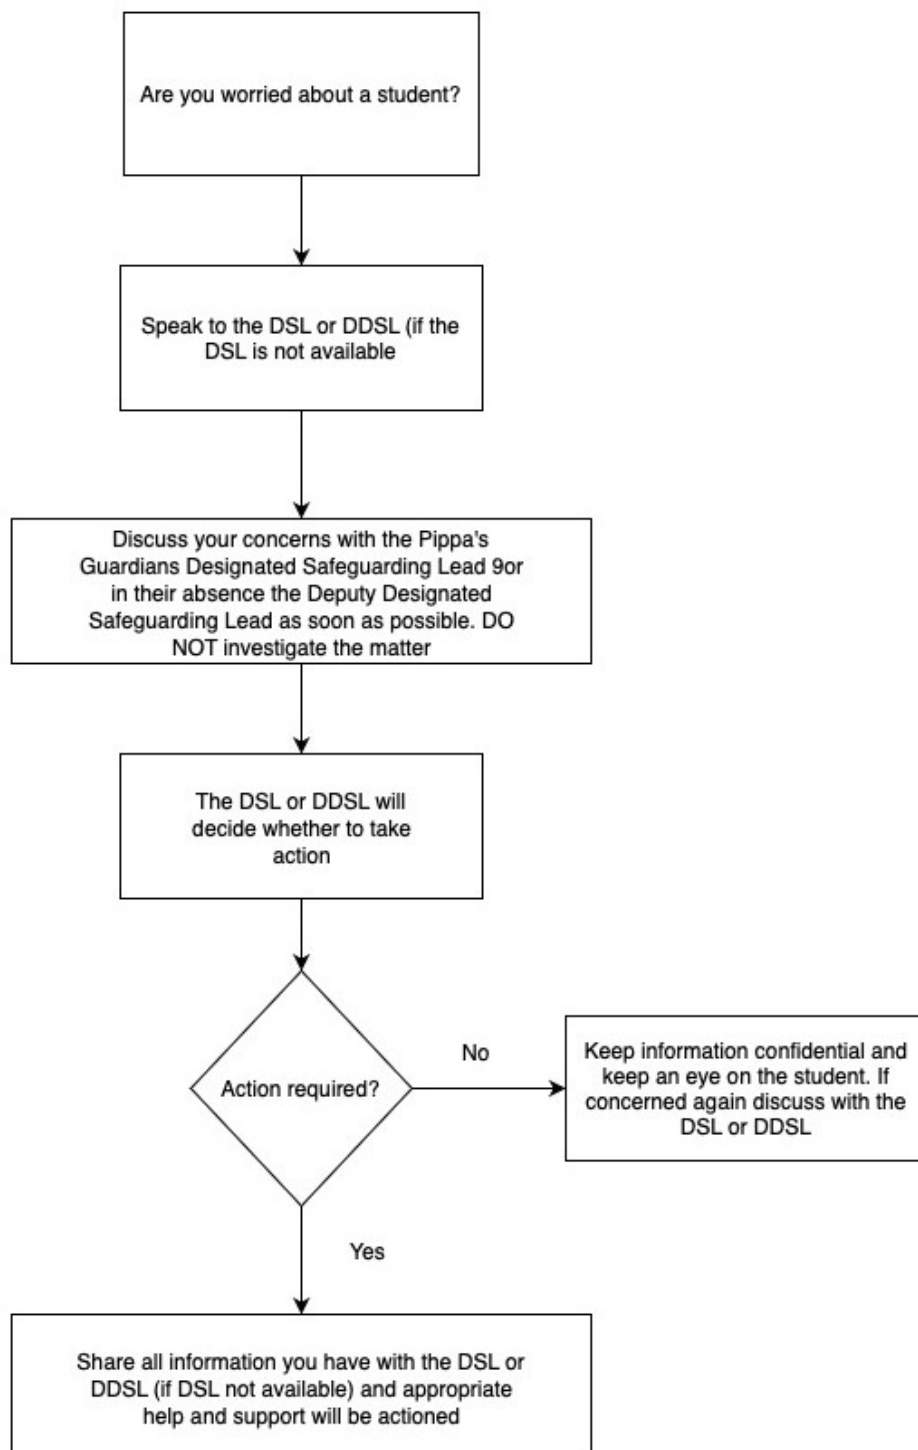 Are you worried about a student?
Speak to the DSL or DDSL (if the
DSL is not available
Discuss your concerns with the Pippa's
Guardians Designated Safeguarding Lead 9or
in their absence the Deputy Designated
Safeguarding Lead as soon as possible. DO
NOT investigate the matter
The DSL or DDSL will
decide whether to take
action
Action required?
No
Keep information confidential and
keep an eye on the student. If
concerned again discuss with the
DSL or DDSL
Yes
Share all information you have with the DSL or
DDSL (if DSL not available) and appropriate
help and support will be actioned